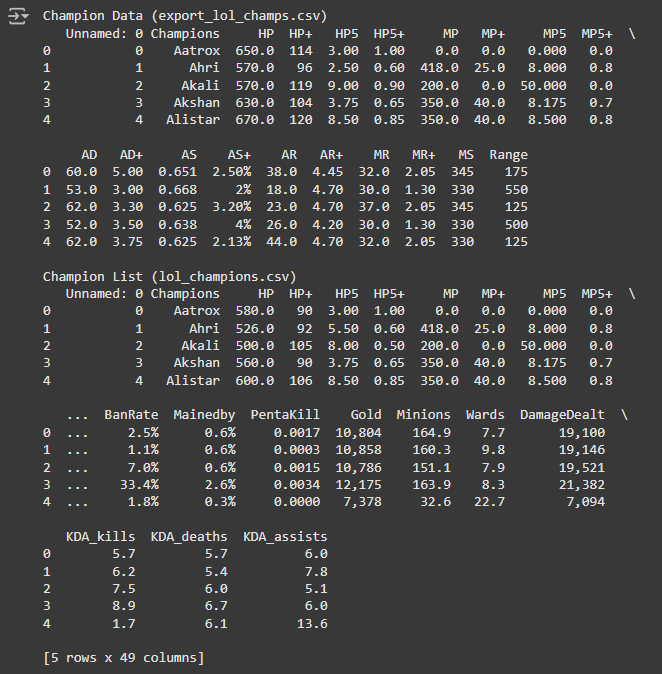 Champion Data (export_lol_champs.csv)
   Unnamed: 0 Champions     HP  HP+   HP5  HP5+     MP   MP+     MP5  MP5+  \
0           0    Aatrox  650.0  114  3.00  1.00    0.0   0.0   0.000   0.0
1           1      Ahri  570.0   96  2.50  0.60  418.0  25.0   8.000   0.8
2           2     Akali  570.0  119  9.00  0.90  200.0   0.0  50.000   0.0
3           3    Akshan  630.0  104  3.75  0.65  350.0  40.0   8.175   0.7
4           4   Alistar  670.0  120  8.50  0.85  350.0  40.0   8.500   0.8
     AD   AD+     AS    AS+    AR   AR+    MR   MR+   MS  Range
0  60.0  5.00  0.651  2.50%  38.0  4.45  32.0  2.05  345    175
1  53.0  3.00  0.668     2%  18.0  4.70  30.0  1.30  330    550
2  62.0  3.30  0.625  3.20%  23.0  4.70  37.0  2.05  345    125
3  52.0  3.50  0.638     4%  26.0  4.20  30.0  1.30  330    500
4  62.0  3.75  0.625  2.13%  44.0  4.70  32.0  2.05  330    125
Champion List (lol_champions.csv)
   Unnamed: 0 Champions     HP  HP+   HP5  HP5+     MP   MP+     MP5  MP5+  \
0           0    Aatrox  580.0   90  3.00  1.00    0.0   0.0   0.000   0.0
1           1      Ahri  526.0   92  5.50  0.60  418.0  25.0   8.000   0.8
2           2     Akali  500.0  105  8.00  0.50  200.0   0.0  50.000   0.0
3           3    Akshan  560.0   90  3.75  0.65  350.0  40.0   8.175   0.7
4           4   Alistar  600.0  106  8.50  0.85  350.0  40.0   8.500   0.8
   ...  BanRate  Mainedby  PentaKill    Gold  Minions  Wards  DamageDealt  \
0  ...     2.5%      0.6%     0.0017  10,804    164.9    7.7       19,100
1  ...     1.1%      0.6%     0.0003  10,858    160.3    9.8       19,146
2  ...     7.0%      0.6%     0.0015  10,786    151.1    7.9       19,521
3  ...    33.4%      2.6%     0.0034  12,175    163.9    8.3       21,382
4  ...     1.8%      0.3%     0.0000   7,378     32.6   22.7        7,094
   KDA_kills  KDA_deaths  KDA_assists
0        5.7         5.7          6.0
1        6.2         5.4          7.8
2        7.5         6.0          5.1
3        8.9         6.7          6.0
4        1.7         6.1         13.6
[5 rows x 49 columns]